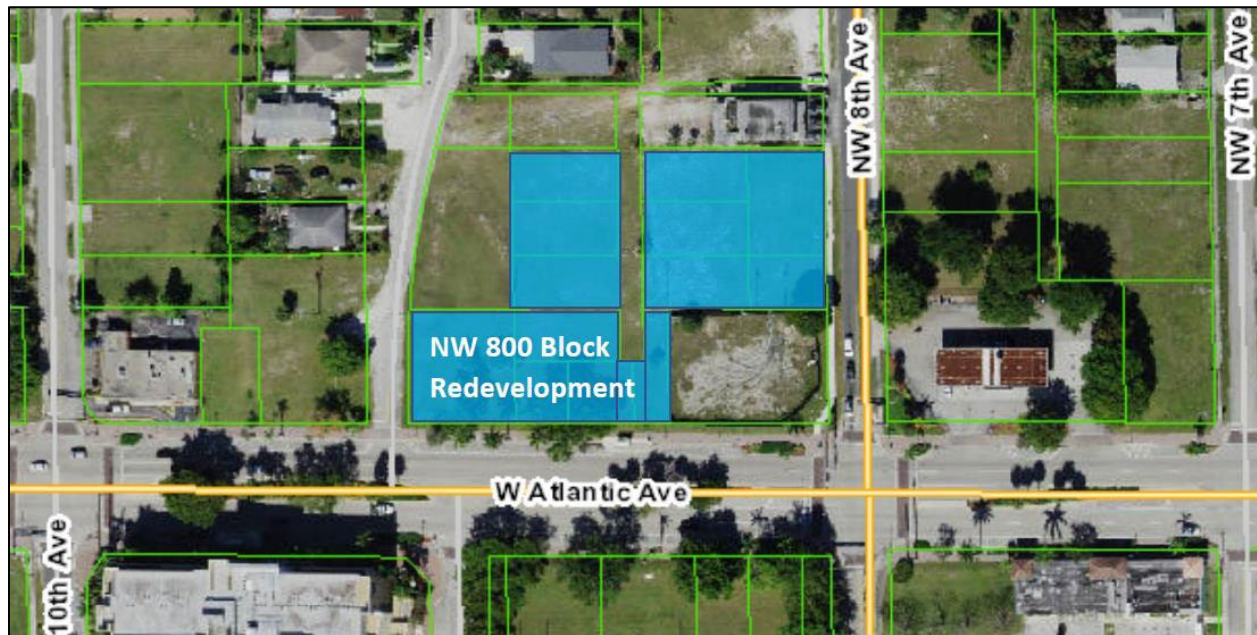 NW 8th Ave
NW 7th Ave
NW 800 Block
Redevelopment
W Atlantic Ave
10th Ave